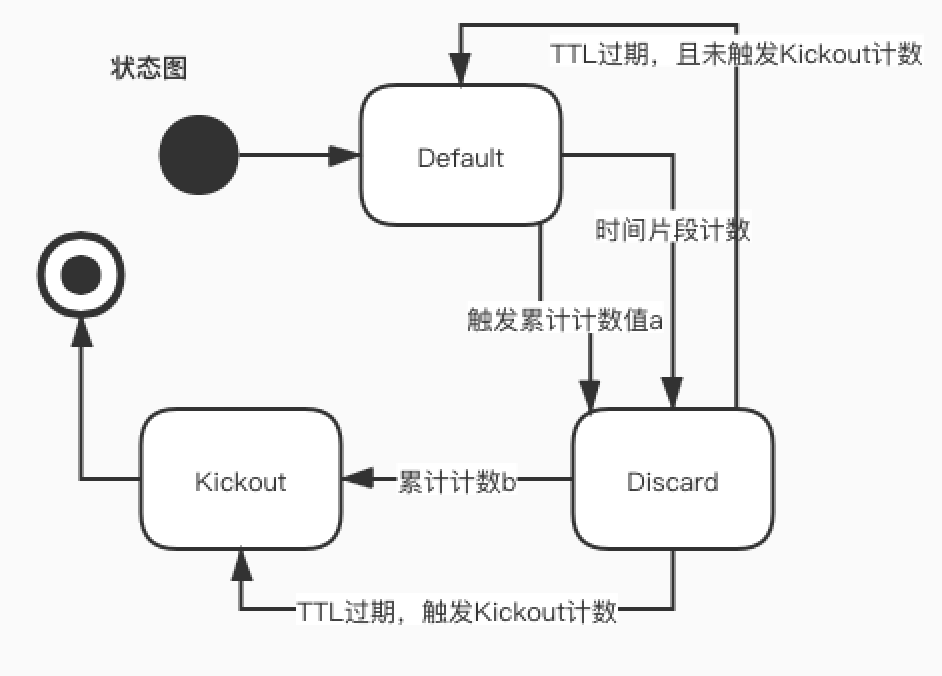 TTL过期，且未触发Kickout计数
状态图
Default
时间片段计数
触发累计计数值a
Kickout
累计计数b
Discard
TTL过期，触发Kickout计数